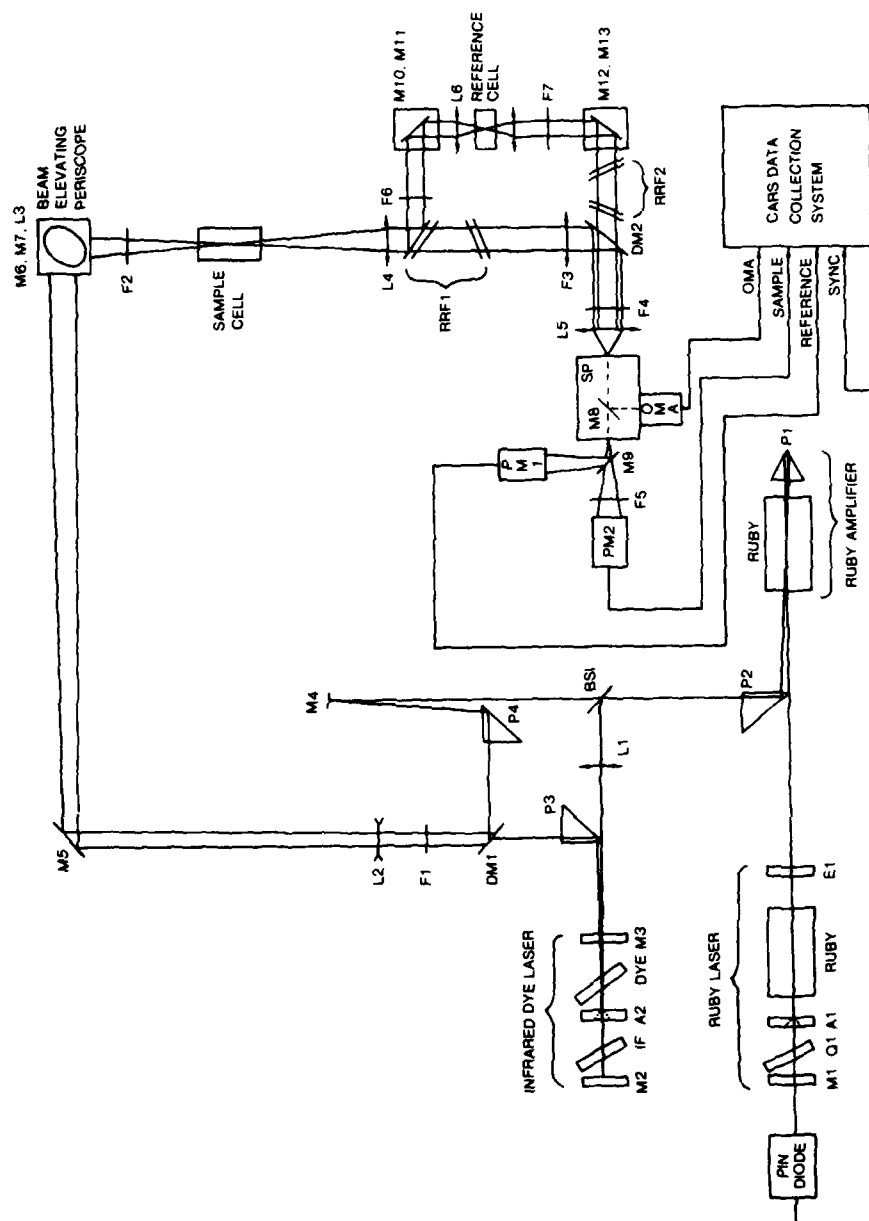 M6, M7, L3
BEAM
ELEVATING
PERISCOPE
F2
SAMPLE
CELL
M10, M11
L6
REFERENCE
CELL
F7
M12, M13
F6
L4
RRF1
F3
DM2
RRF2
L5
F4
SP
M8
O
M
A
OMA
SAMPLE
REFERENCE
SYNC
CARS DATA
COLLECTION
SYSTEM
P
M
1
M9
F5
PM2
M5
L2
F1
DM1
M4
P4
BSI
L1
P3
P2
P1
RUBY
RUBY AMPLIFIER
INFRARED DYE LASER
M2
IF
A2
DYE
M3
RUBY LASER
M1
Q1
A1
RUBY
E1
PIN
DIODE